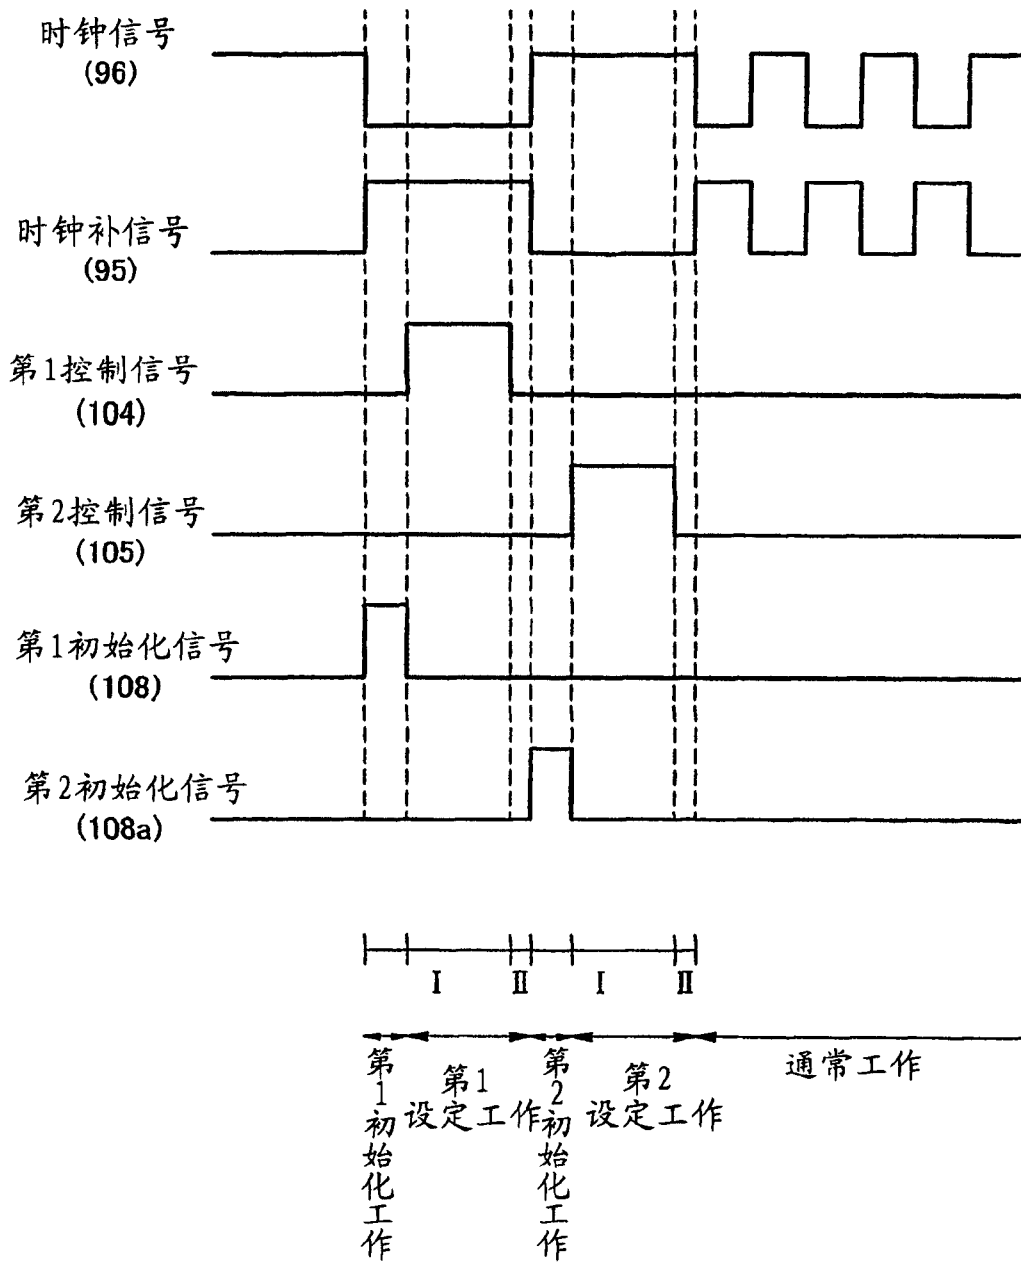 时钟信号
(96)
时钟补信号
(95)
第1控制信号
(104)
第2控制信号
(105)
第1初始化信号
(108)
第2初始化信号
(108a)
I II I II
第1初始化工作
第1
设定工作
第2初始化工作
第2
设定工作
通常工作